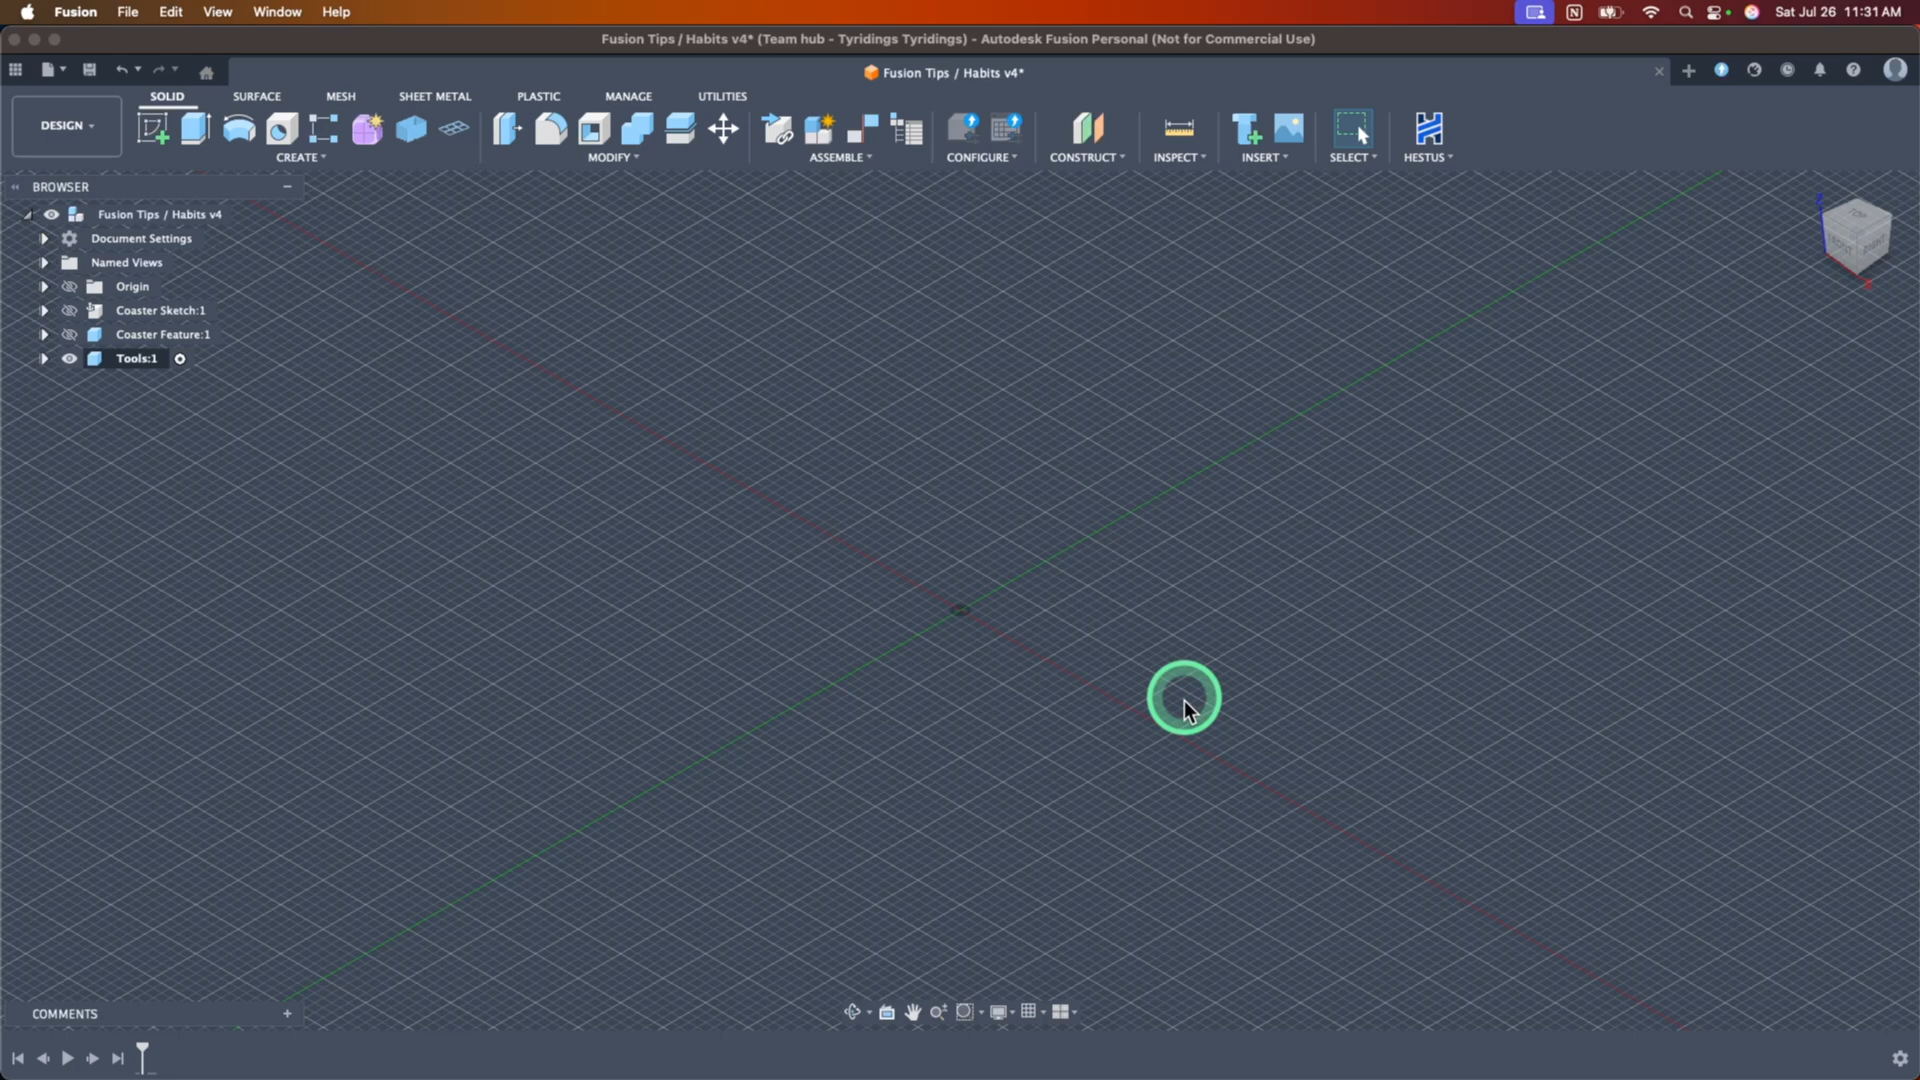 Fusion File Edit View Window Help Sat Jul 26 11:31 AM
Fusion Tips / Habits v4* (Team hub - Tyridings Tyridings) - Autodesk Fusion Personal (Not for Commercial Use)
Fusion Tips / Habits v4*
SOLID SURFACE MESH SHEET METAL PLASTIC MANAGE UTILITIES
DESIGN
CREATE MODIFY ASSEMBLE CONFIGURE CONSTRUCT INSPECT INSERT SELECT HESTUS
BROWSER
Fusion Tips / Habits v4
Document Settings
Named Views
Origin
Coaster Sketch:1
Coaster Feature:1
Tools:1
TOP
FRONT RIGHT
Z
X
COMMENTS